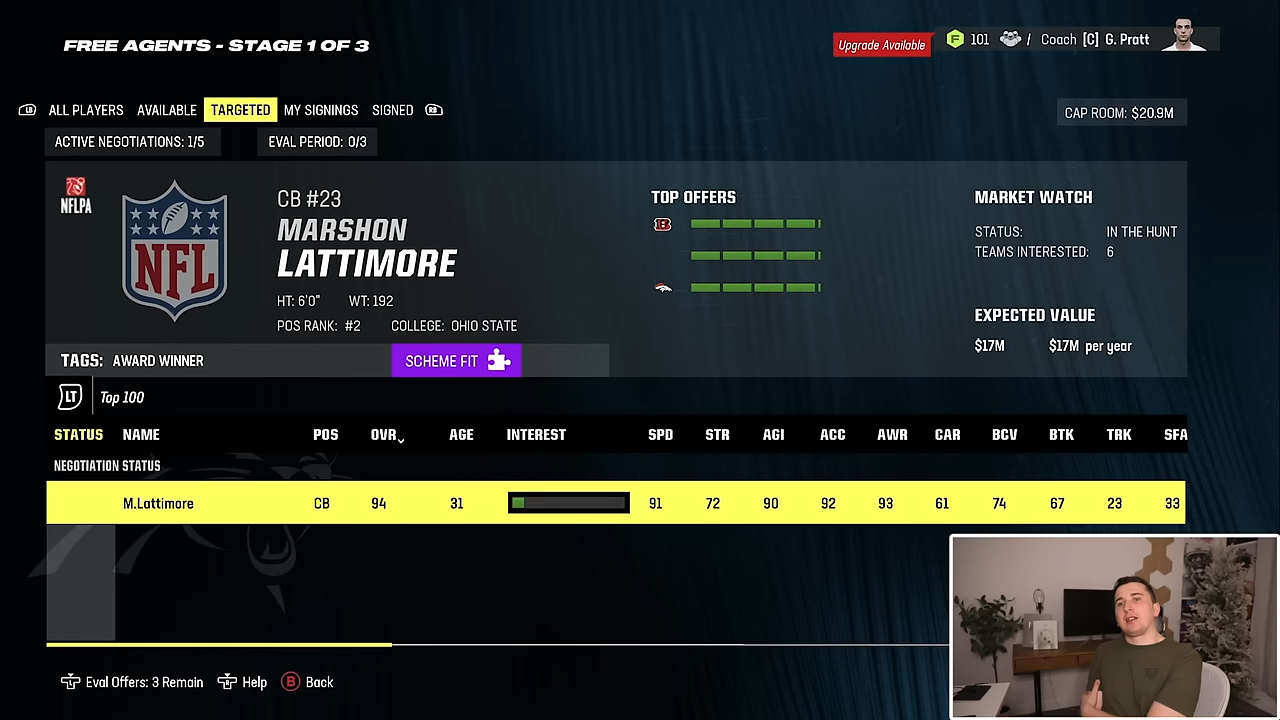 FREE AGENTS - STAGE 1 OF 3
Upgrade Available
F 101 / Coach [C] G. Pratt
LB ALL PLAYERS AVAILABLE TARGETED MY SIGNINGS SIGNED RB
CAP ROOM: $20.9M
ACTIVE NEGOTIATIONS: 1/5 EVAL PERIOD: 0/3
NFLPA
NFL
CB #23
MARSHON
LATTIMORE
HT: 6'0" WT: 192
POS RANK: #2 COLLEGE: OHIO STATE
TOP OFFERS
B
MARKET WATCH
STATUS: IN THE HUNT
TEAMS INTERESTED: 6
EXPECTED VALUE
$17M $17M per year
TAGS: AWARD WINNER SCHEME FIT
LT Top 100
STATUS NAME POS OVR AGE INTEREST SPD STR AGI ACC AWR CAR BCV BTK TRK SFA
NEGOTIATION STATUS
M.Lattimore CB 94 31 91 72 90 92 93 61 74 67 23 33
Eval Offers: 3 Remain Help B Back